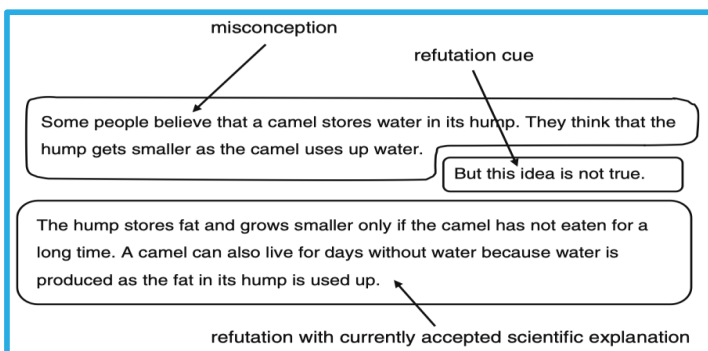 misconception
refutation cue
Some people believe that a camel stores water in its hump. They think that the
hump gets smaller as the camel uses up water.
But this idea is not true.
The hump stores fat and grows smaller only if the camel has not eaten for a
long time. A camel can also live for days without water because water is
produced as the fat in its hump is used up.
refutation with currently accepted scientific explanation